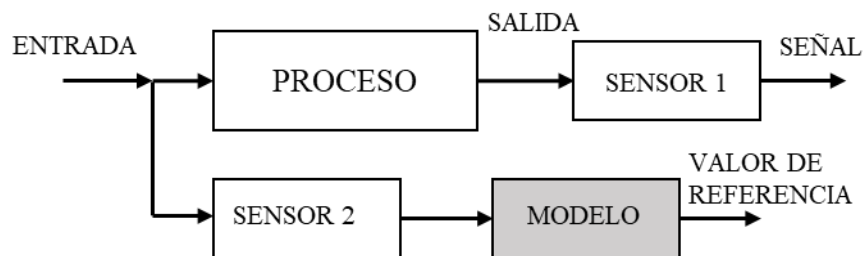 ENTRADA
PROCESO
SALIDA
SENSOR 1
SEÑAL
SENSOR 2
MODELO
VALOR DE
REFERENCIA